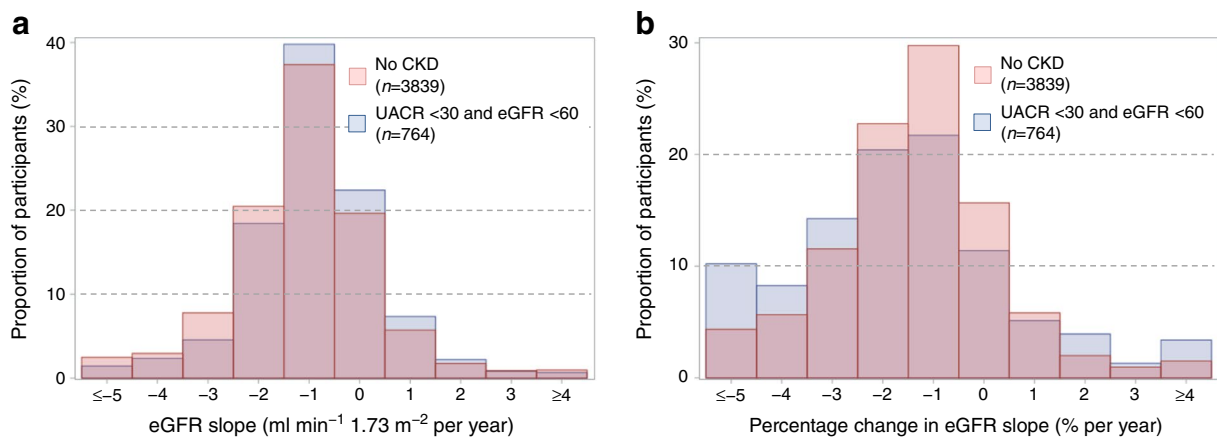 a
40
30
20
10
0
Proportion of participants (%)
No CKD
(n=3839)
UACR <30 and eGFR <60
(n=764)
≤−5 −4 −3 −2 −1 0 1 2 3 ≥4
eGFR slope (ml min⁻¹ 1.73 m⁻² per year)
b
30
20
10
0
Proportion of participants (%)
No CKD
(n=3839)
UACR <30 and eGFR <60
(n=764)
≤−5 −4 −3 −2 −1 0 1 2 3 ≥4
Percentage change in eGFR slope (% per year)